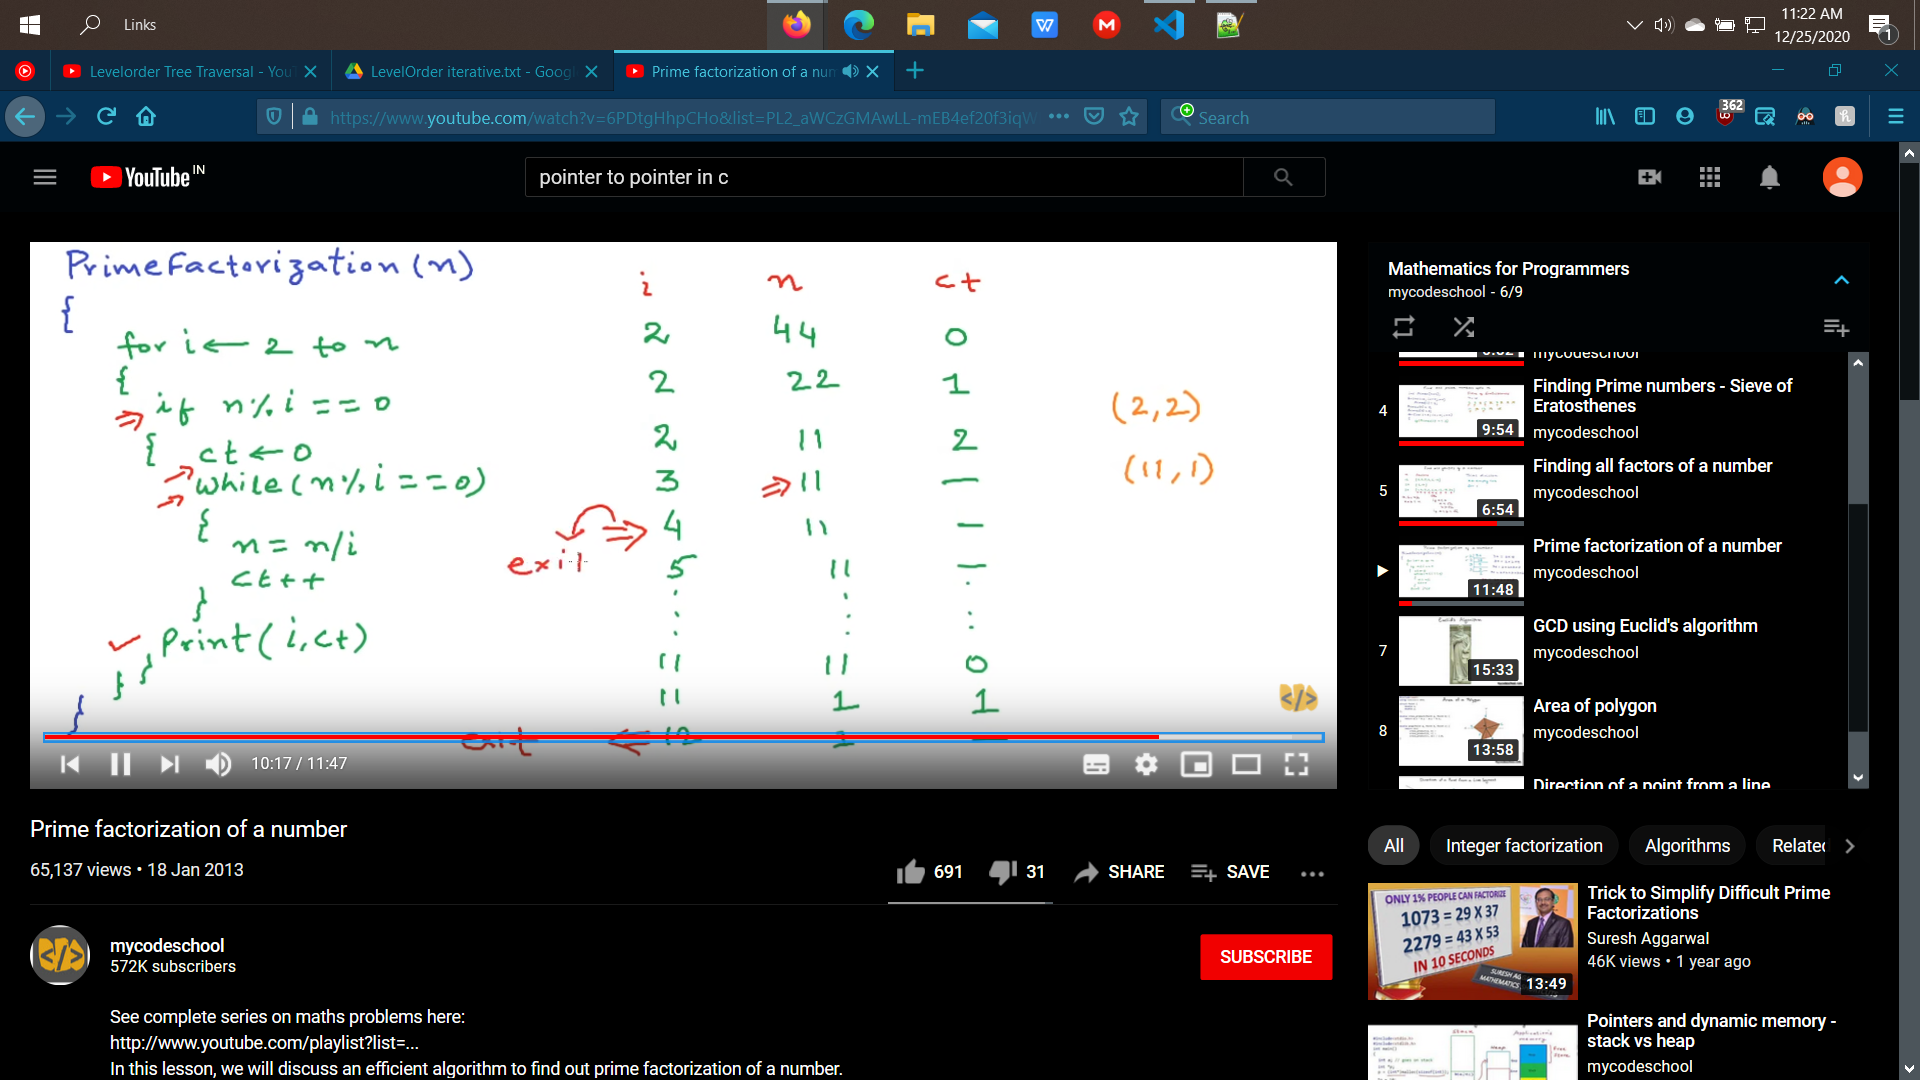 Links
11:22 AM
12/25/2020
1
Levelorder Tree Traversal - You
LevelOrder iterative.txt - Goog
Prime factorization of a num
https://www.youtube.com/watch?v=6PDtgHhpCHo&list=PL2_aWCzGMAwLL-mEB4ef20f3iqW
Search
362
YouTube IN
pointer to pointer in c
PrimeFactorization(n)
{
for i ← 2 to n
{
if n % i == 0
{ ct ← 0
while(n % i == 0)
{
n = n/i
ct++
}
Print(i,ct)
}
}
}
i n ct
2 44 0
2 22 1
2 11 2
3 11 —
4 11 —
5 11 —
11 11 0
11 1 1
12 1 —
exit
exit
(2,2)
(11,1)
10:17 / 11:47
Mathematics for Programmers
mycodeschool - 6/9
mycodeschool
4
9:54
Finding Prime numbers - Sieve of
Eratosthenes
mycodeschool
5
6:54
Finding all factors of a number
mycodeschool
11:48
Prime factorization of a number
mycodeschool
7
15:33
GCD using Euclid's algorithm
mycodeschool
8
13:58
Area of polygon
mycodeschool
Direction of a point from a line
Prime factorization of a number
65,137 views • 18 Jan 2013
691
31
SHARE
SAVE
mycodeschool
572K subscribers
SUBSCRIBE
See complete series on maths problems here:
http://www.youtube.com/playlist?list=...
In this lesson, we will discuss an efficient algorithm to find out prime factorization of a number.
All
Integer factorization
Algorithms
Related
ONLY 1% PEOPLE CAN FACTORIZE
1073 = 29 X 37
2279 = 43 X 53
IN 10 SECONDS
13:49
Trick to Simplify Difficult Prime
Factorizations
Suresh Aggarwal
46K views • 1 year ago
Pointers and dynamic memory -
stack vs heap
mycodeschool